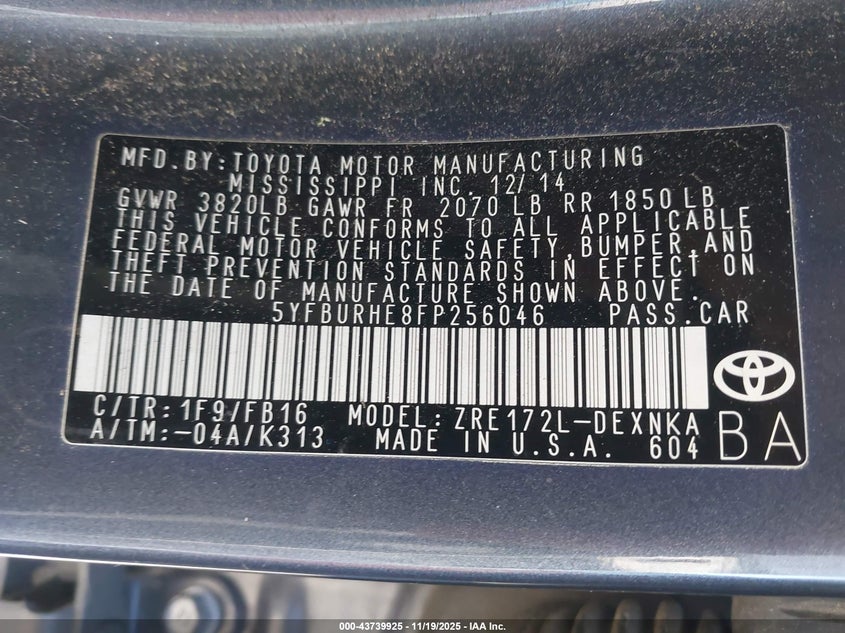 MFD.BY:TOYOTA MOTOR MANUFACTURING
MISSISSIPPI INC. 12/14
GVWR 3820LB GAWR FR 2070 LB RR 1850 LB
THIS VEHICLE CONFORMS TO ALL APPLICABLE
FEDERAL MOTOR VEHICLE SAFETY,BUMPER,AND
THEFT PREVENTION STANDARDS IN EFFECT ON
THE DATE OF MANUFACTURE SHOWN ABOVE.
5YFBURHE8FP256046 PASS.CAR
C/TR:1F9/FB16 MODEL:ZRE172L-DEXNKA
A/TM:-04A/K313 MADE IN U.S.A. 604
BA
000-43739925 - 11/19/2025 - IAA Inc.